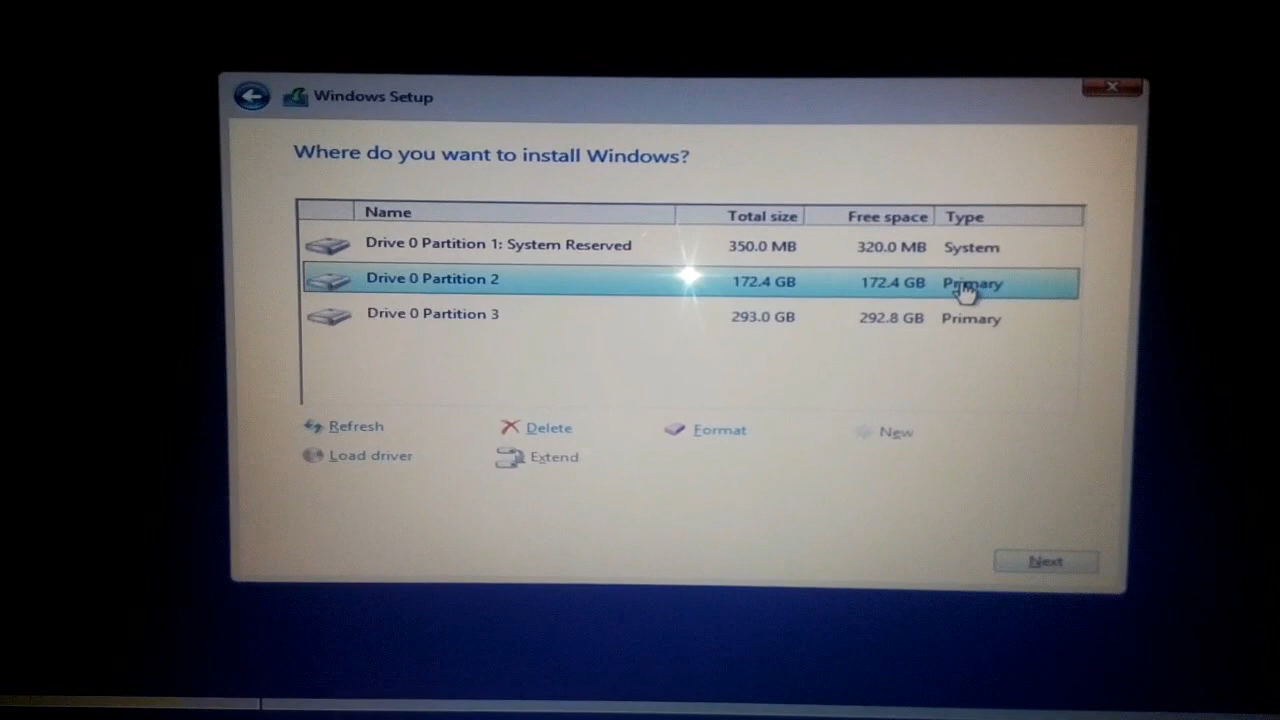 Windows Setup
Where do you want to install Windows?
Name Total size Free space Type
Drive 0 Partition 1: System Reserved 350.0 MB 320.0 MB System
Drive 0 Partition 2 172.4 GB 172.4 GB Primary
Drive 0 Partition 3 293.0 GB 292.8 GB Primary
Refresh Delete Format New
Load driver Extend
Next